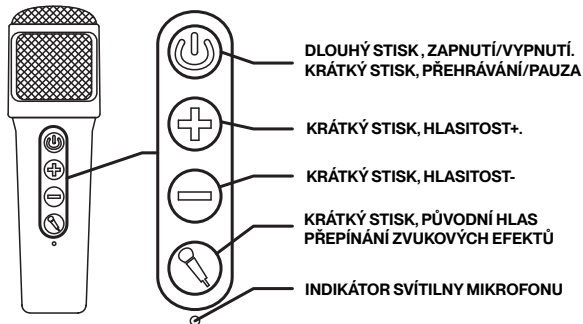 DLOUHÝ STISK, ZAPNUTÍ/VYPNUTÍ.
KRÁTKÝ STISK, PŘEHRÁVÁNÍ/PAUZA
KRÁTKÝ STISK, HLASITOST+.
KRÁTKÝ STISK, HLASITOST-
KRÁTKÝ STISK, PŮVODNÍ HLAS
PŘEPÍNÁNÍ ZVUKOVÝCH EFEKTŮ
INDIKÁTOR SVÍTILNY MIKROFONU